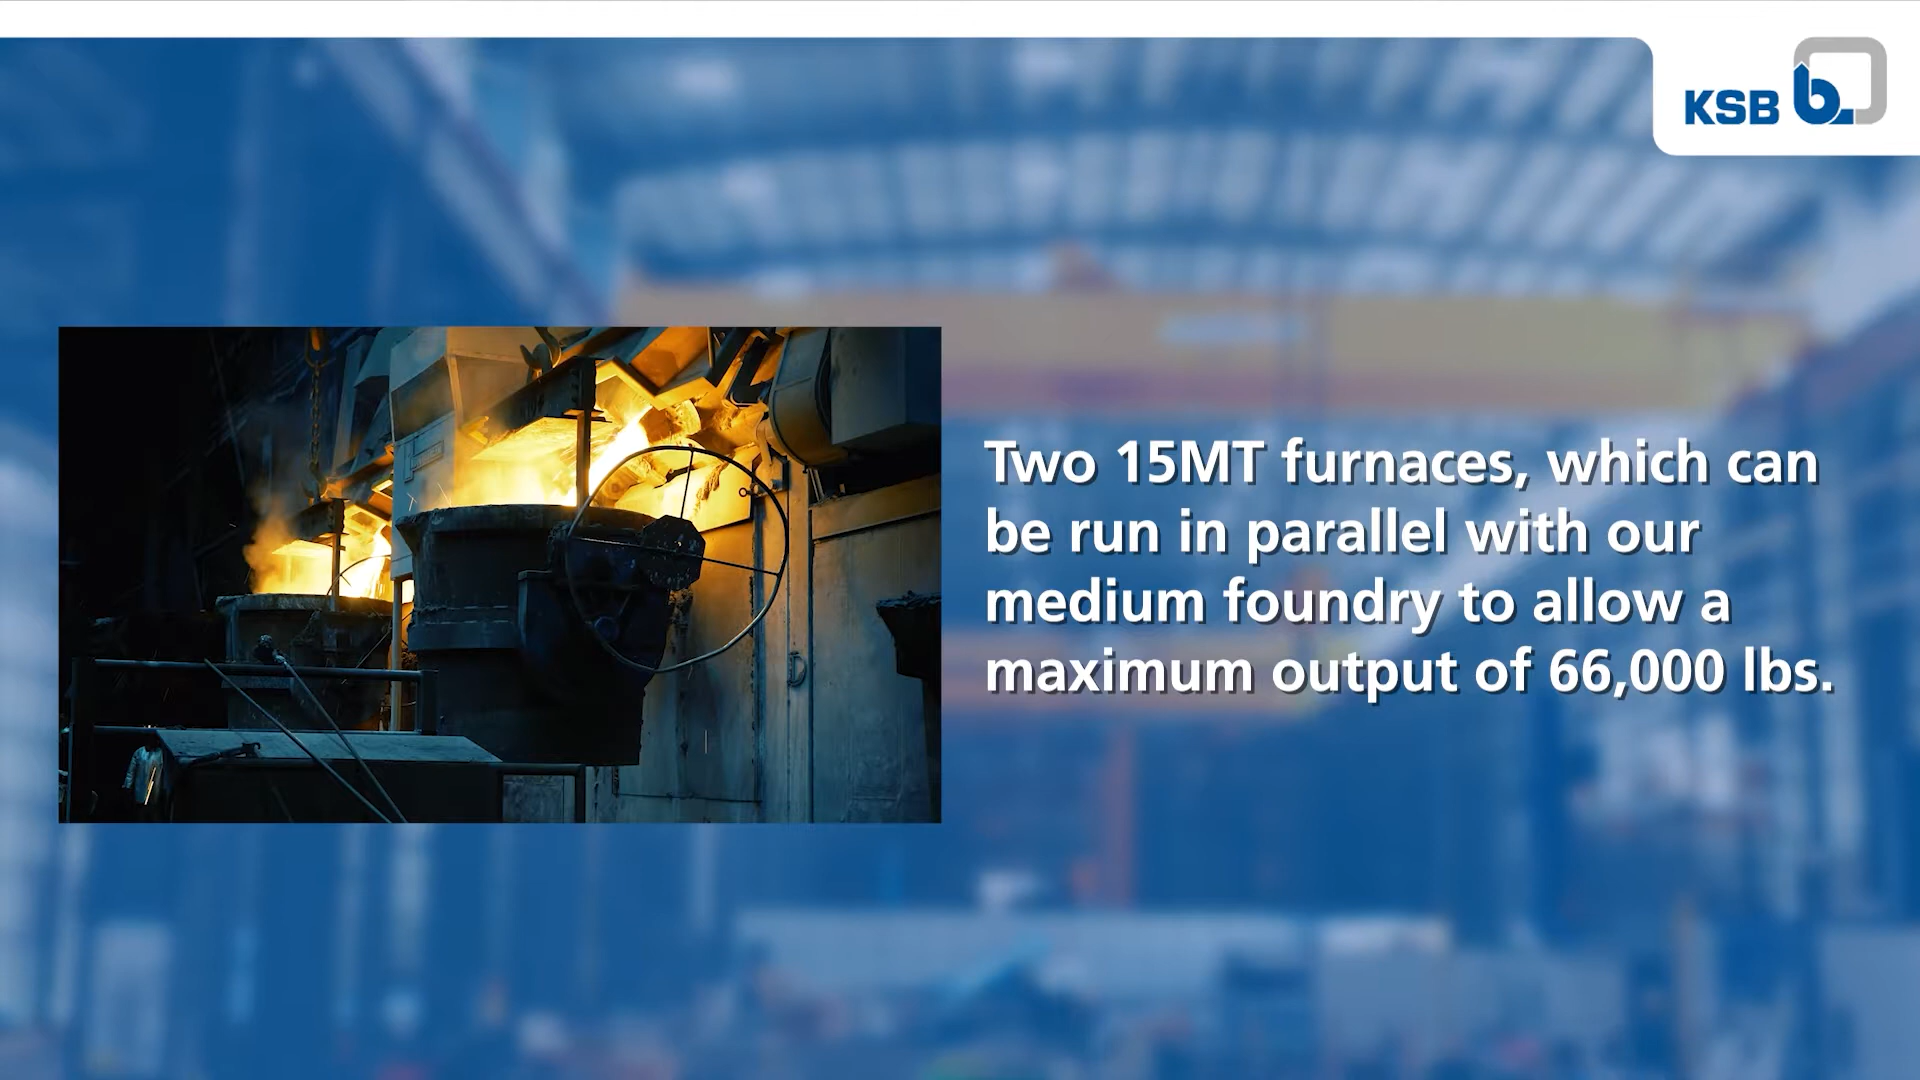 KSB b.
Two 15MT furnaces, which can
be run in parallel with our
medium foundry to allow a
maximum output of 66,000 lbs.